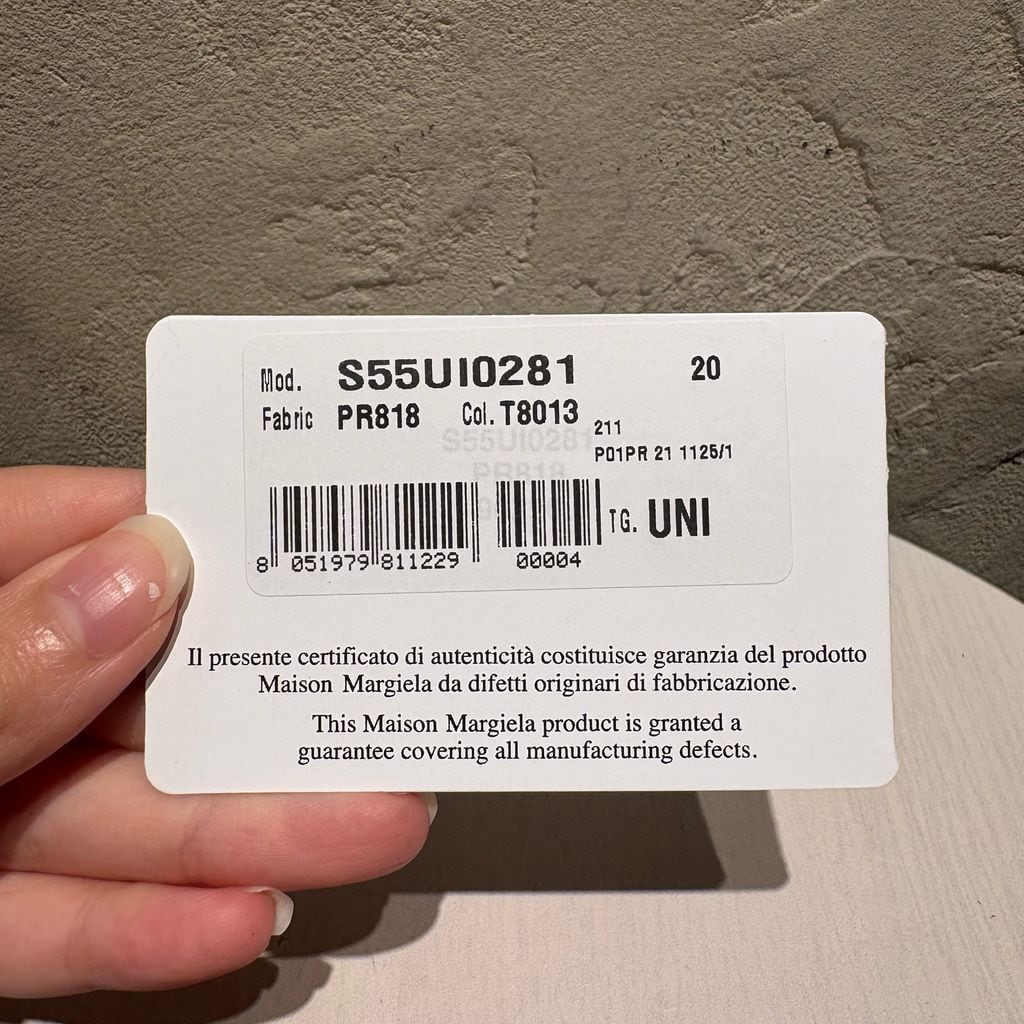 Mod. S55UI0281 20
Fabric PR818 Col. T8013
211
S55UI0281
P01PR 21 1125/1
PR818
TG. UNI
8 051979 811229 00004
Il presente certificato di autenticità costituisce garanzia del prodotto
Maison Margiela da difetti originari di fabbricazione.
This Maison Margiela product is granted a
guarantee covering all manufacturing defects.